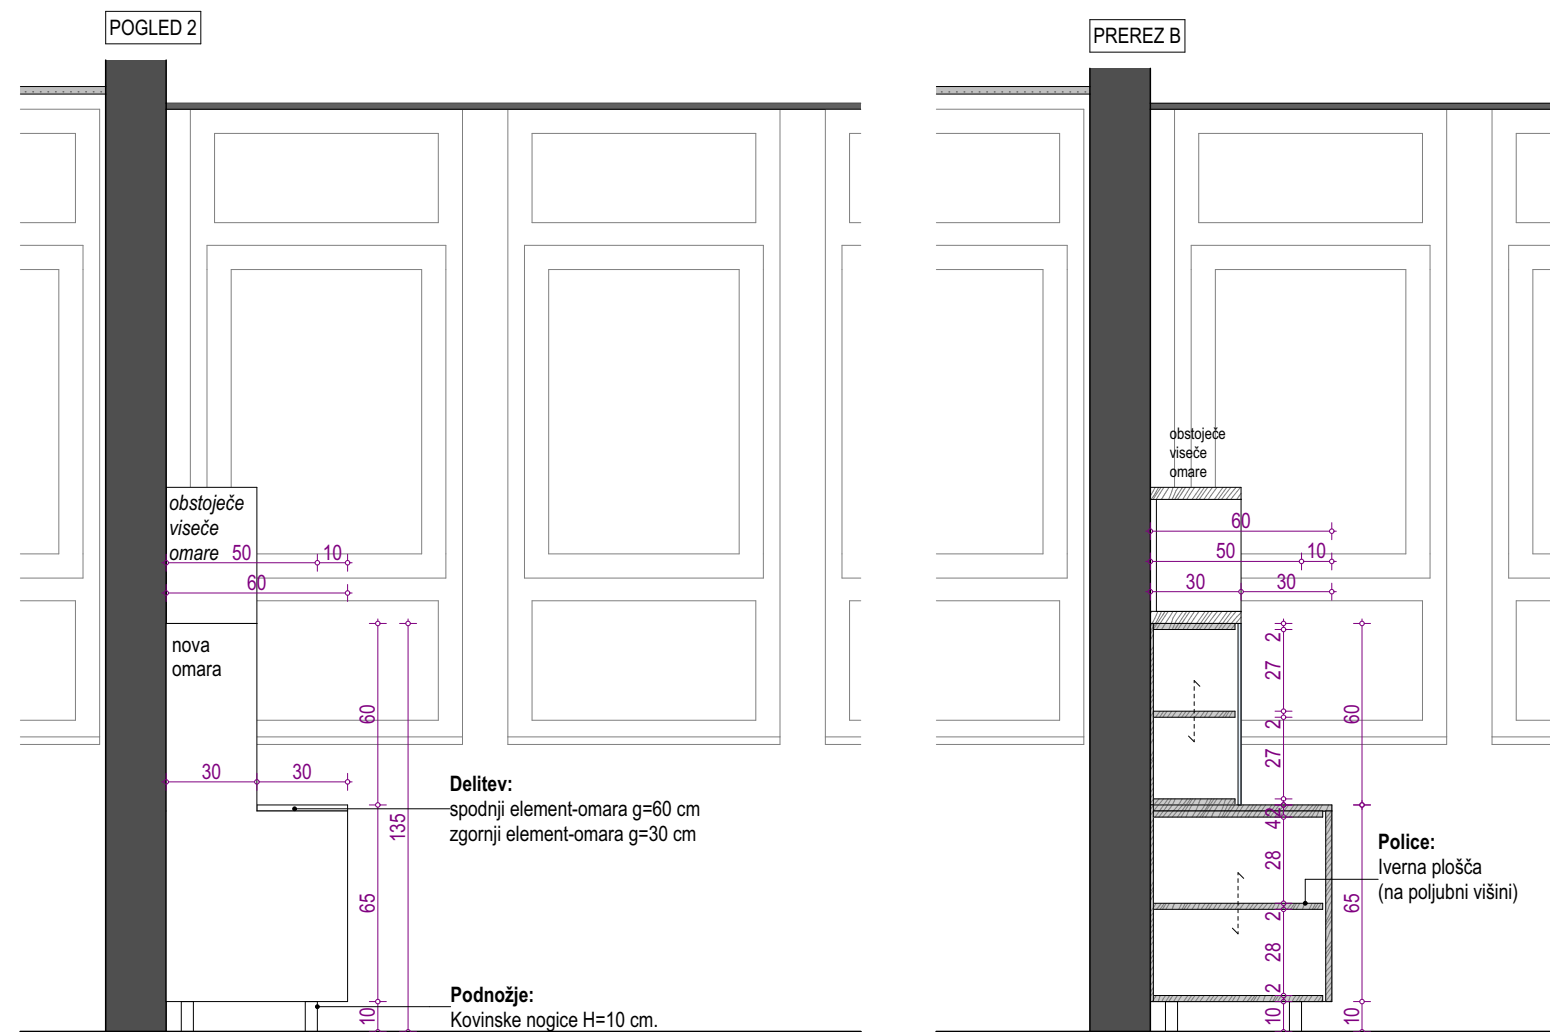 POGLED 2
obstoječe
viseče
omare
50
10
60
nova
omara
60
30
30
135
65
10
Delitev:
spodnji element-omara g=60 cm
zgornji element-omara g=30 cm
Podnožje:
Kovinske nogice H=10 cm.
PREREZ B
obstoječe
viseče
omare
60
50
10
30
30
2
27
2
27
60
4
28
2
28
2
10
65
10
Police:
Iverna plošča
(na poljubni višini)